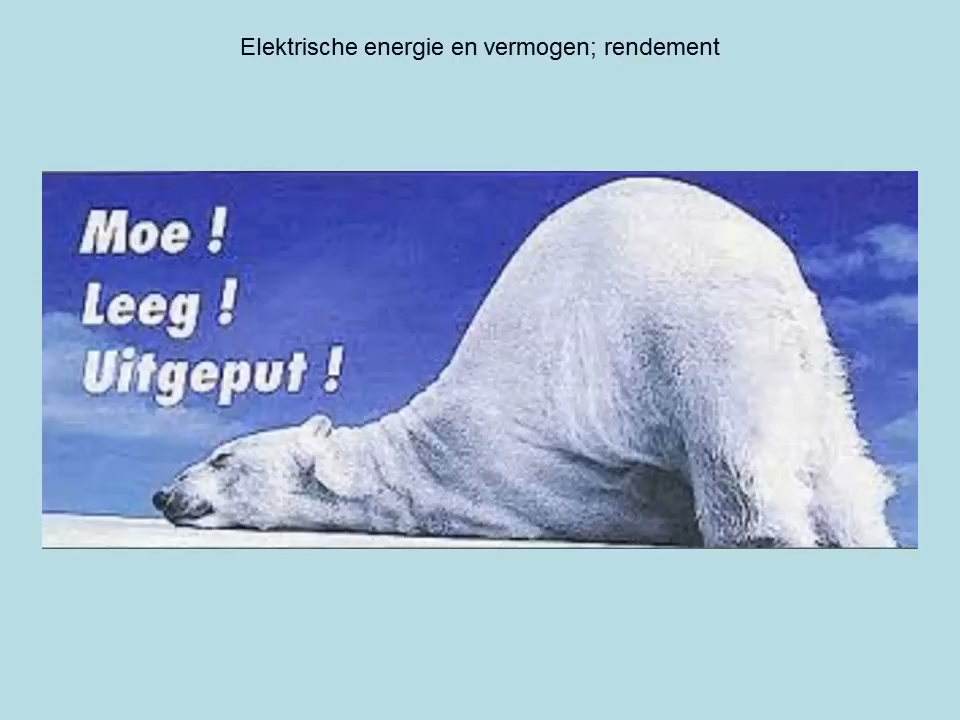 Elektrische energie en vermogen; rendement
Moe !
Leeg !
Uitgeput !